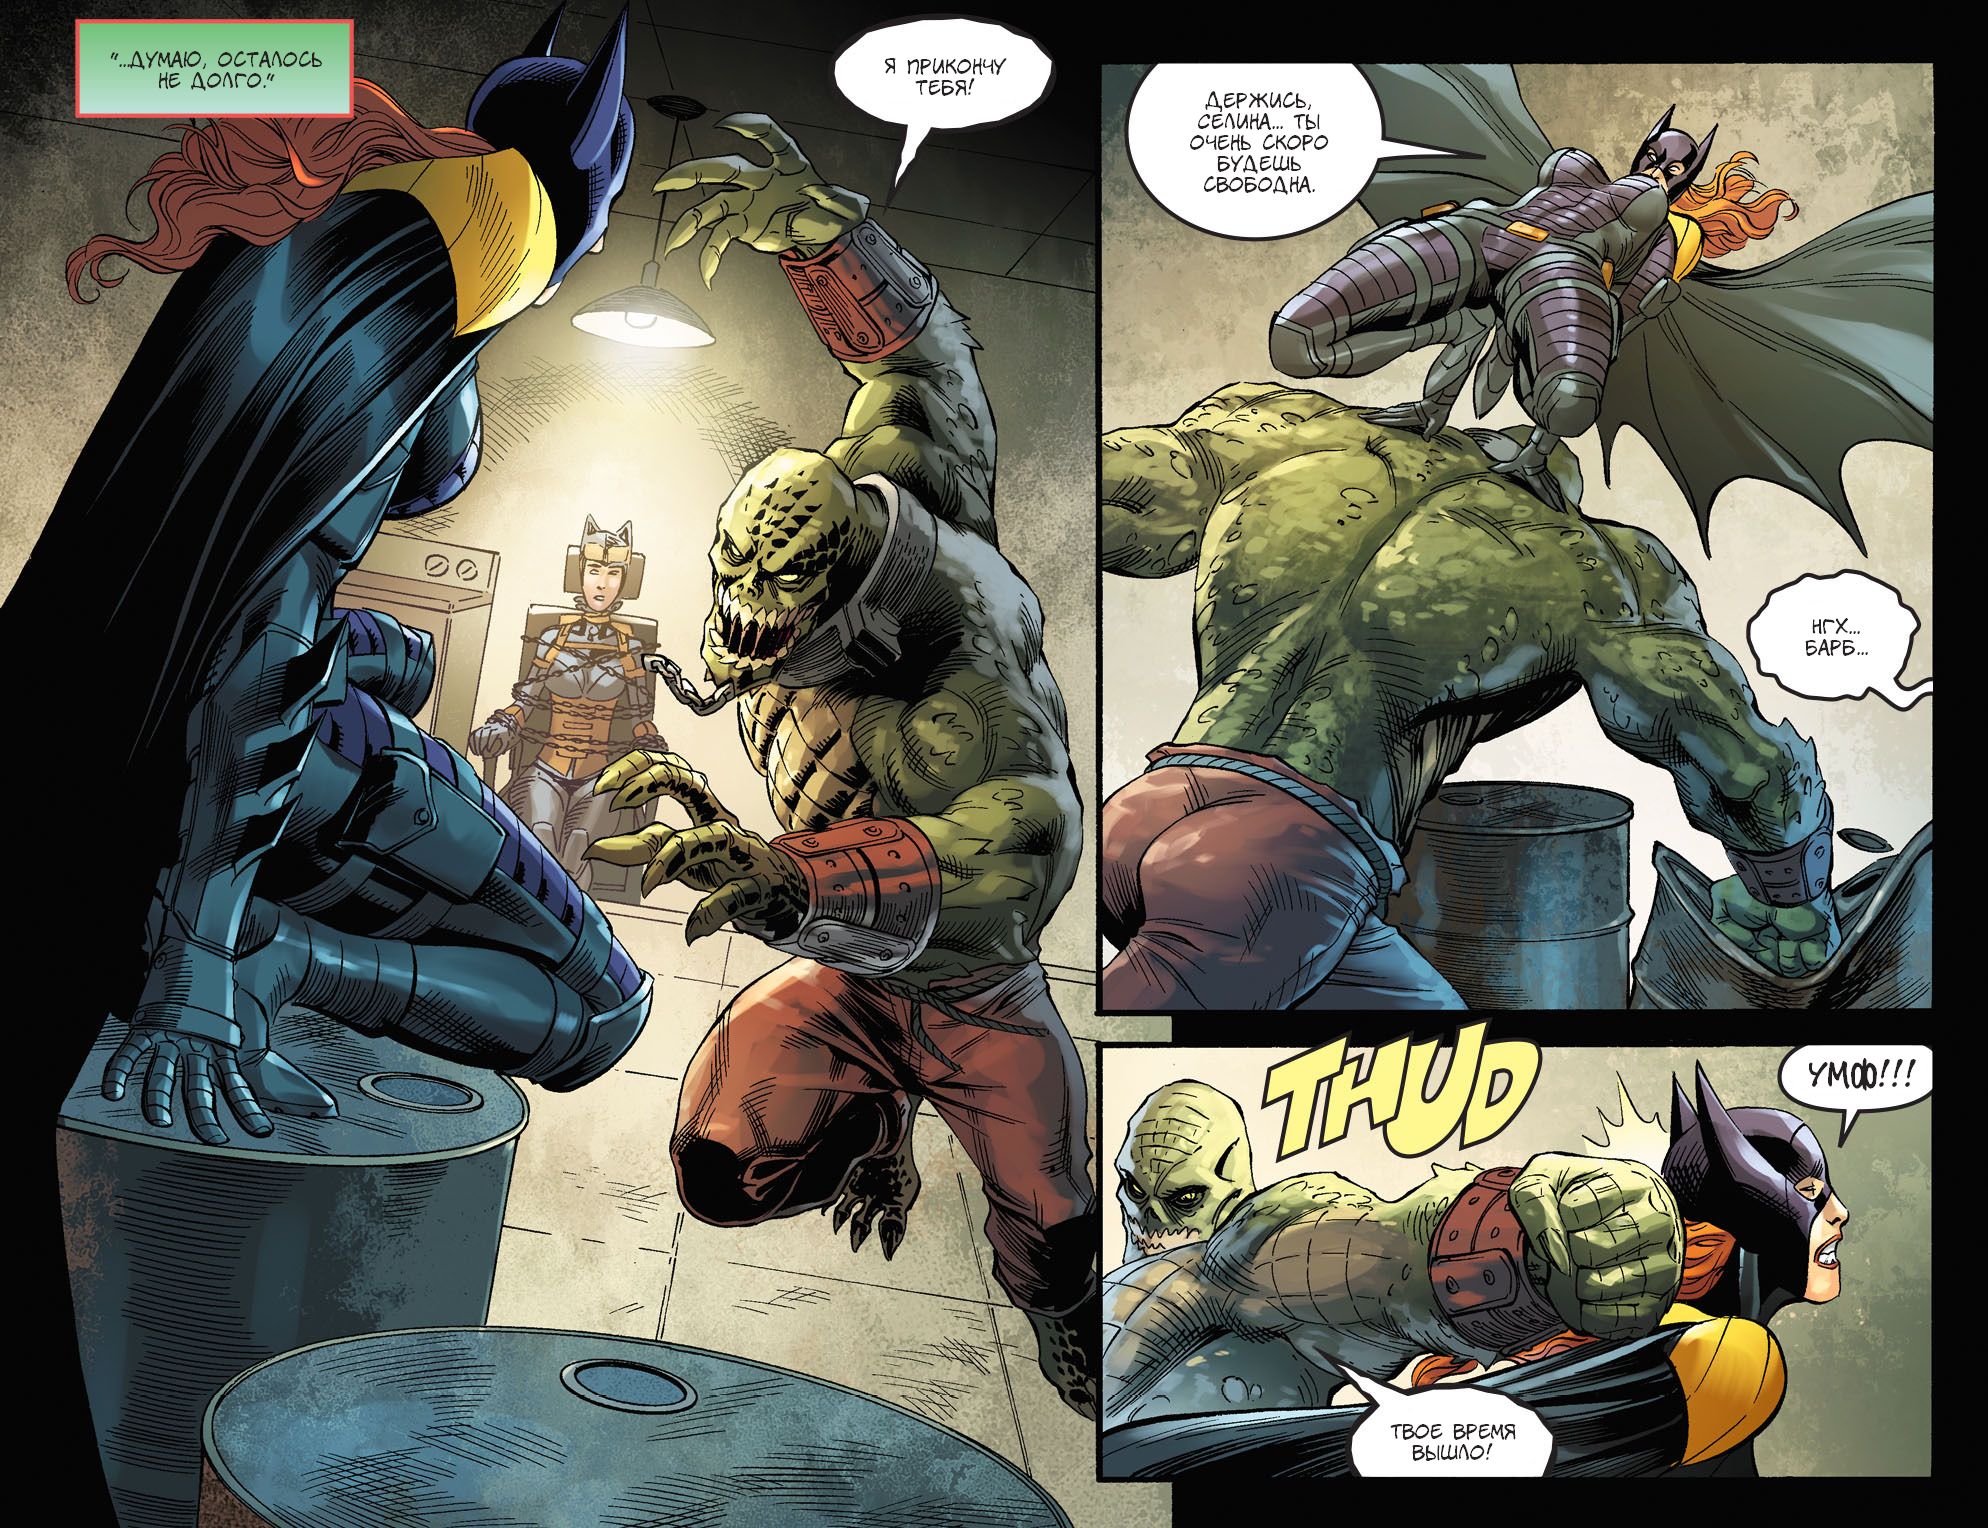 "...ДУМАЮ, ОСТАЛОСЬ
НЕ ДОЛГО."
Я ПРИКОНЧУ
ТЕБЯ!
ДЕРЖИСЬ,
СЕЛИНА... ТЫ
ОЧЕНЬ СКОРО
БУДЕШЬ
СВОБОДНА.
НГХ...
БАРБ...
THUD
УМФ!!!
ТВОЕ ВРЕМЯ
ВЫШЛО!